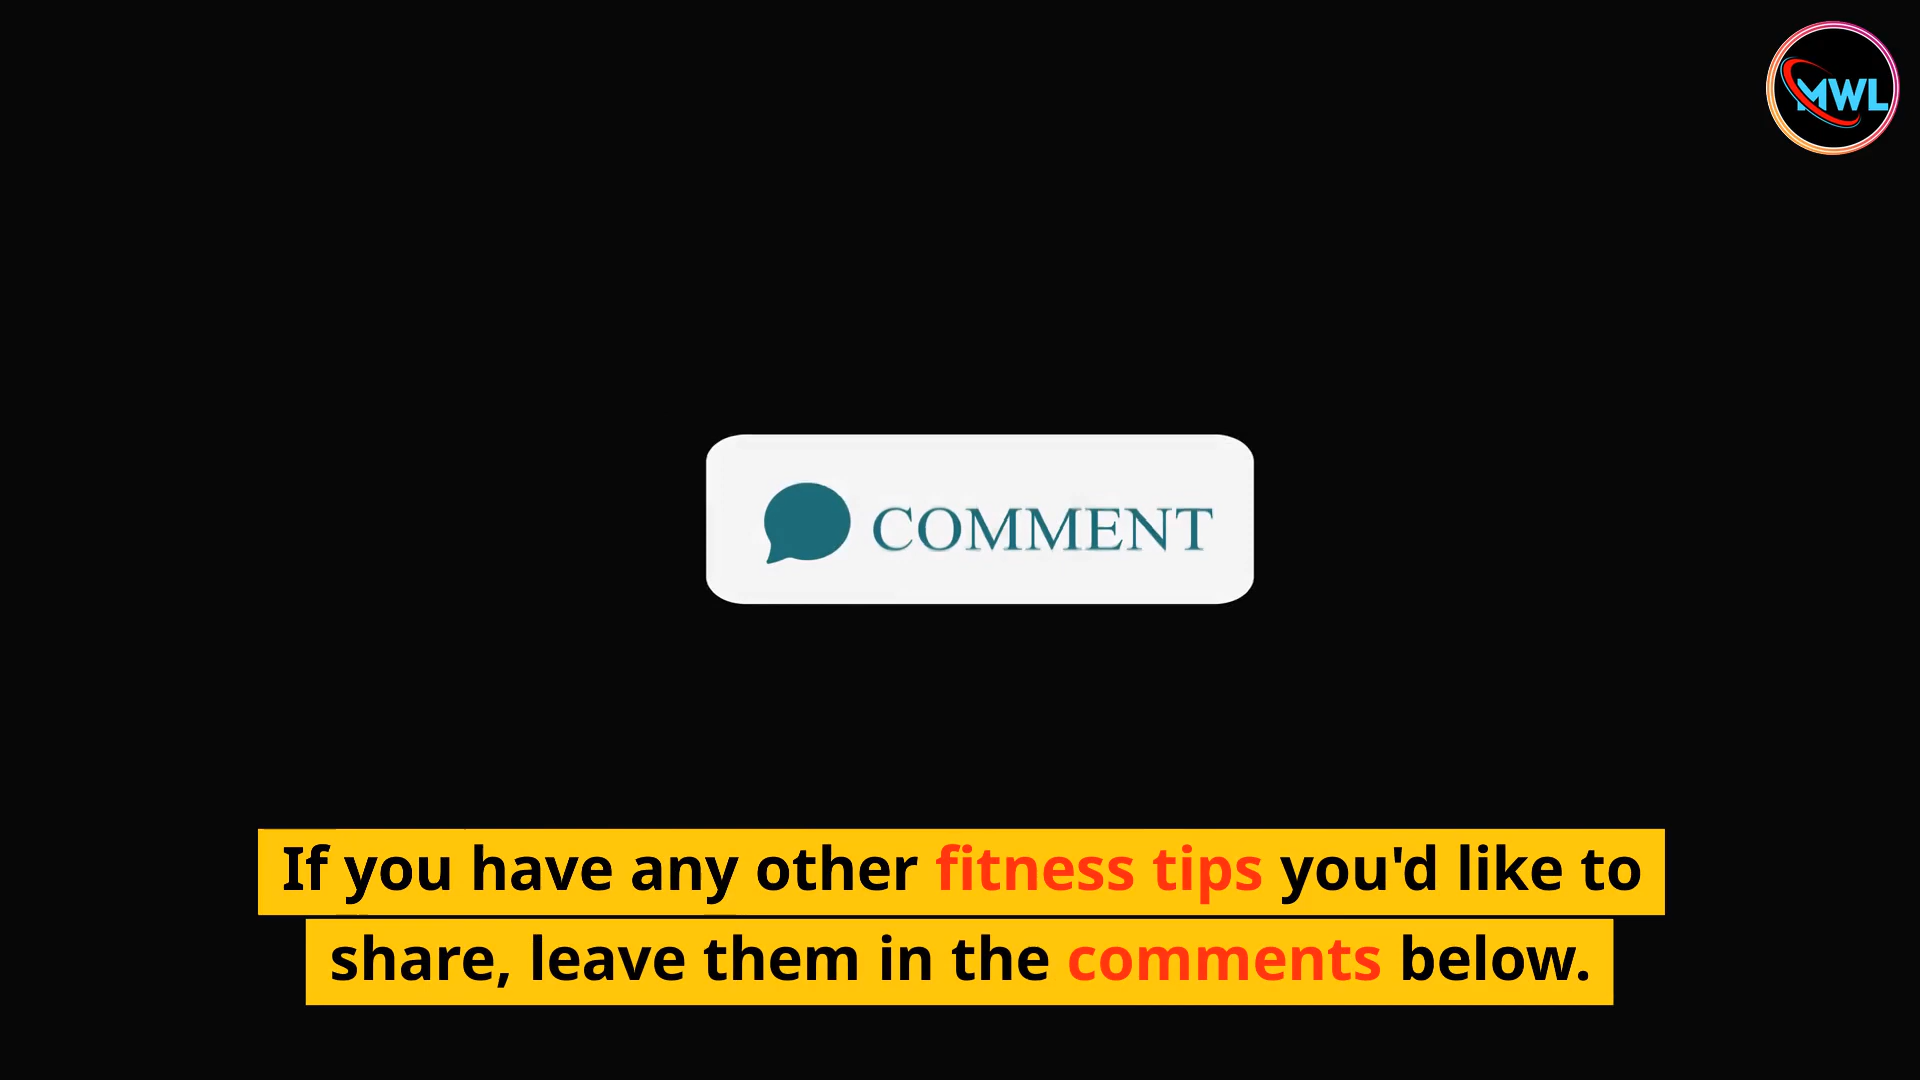 MWL
COMMENT
If you have any other fitness tips you'd like to
share, leave them in the comments below.